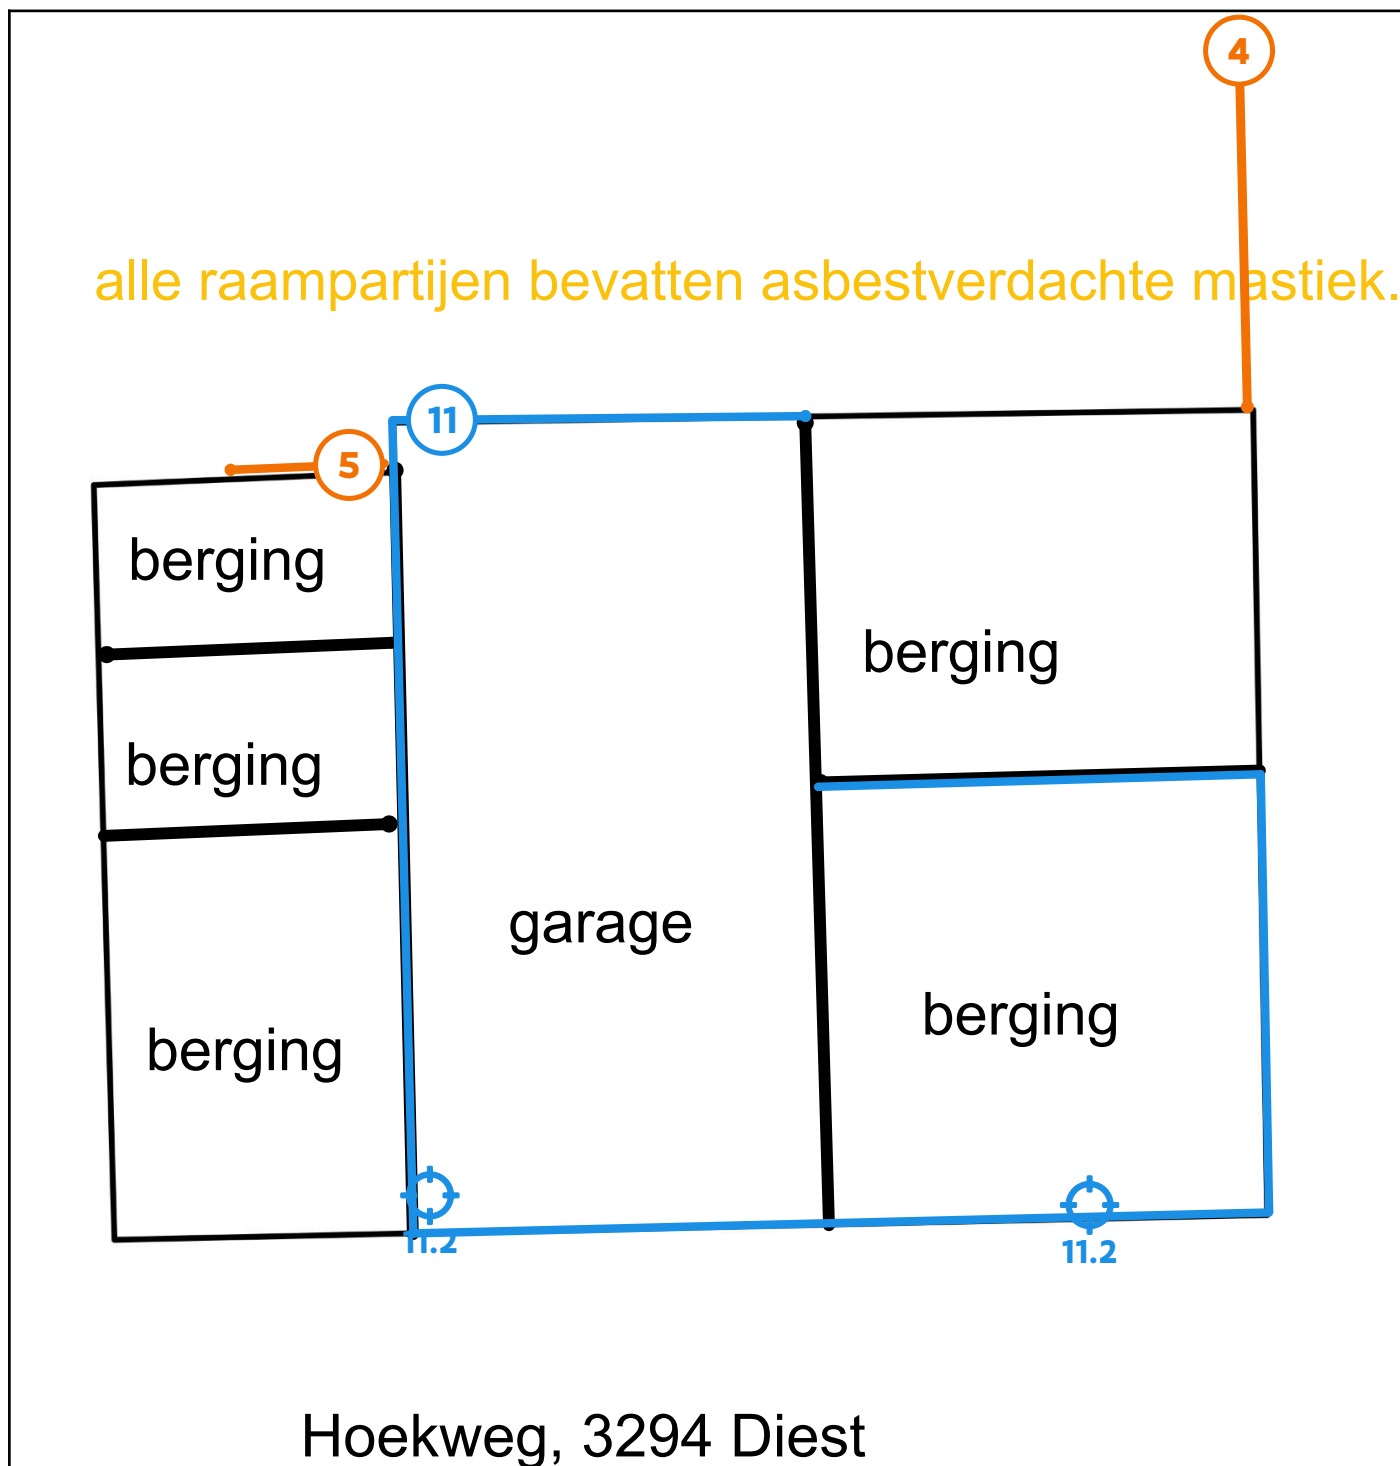 4
alle raampartijen bevatten asbestverdachte mastiek.
11
5
berging
berging
berging
garage
berging
berging
11.2
11.2
Hoekweg, 3294 Diest